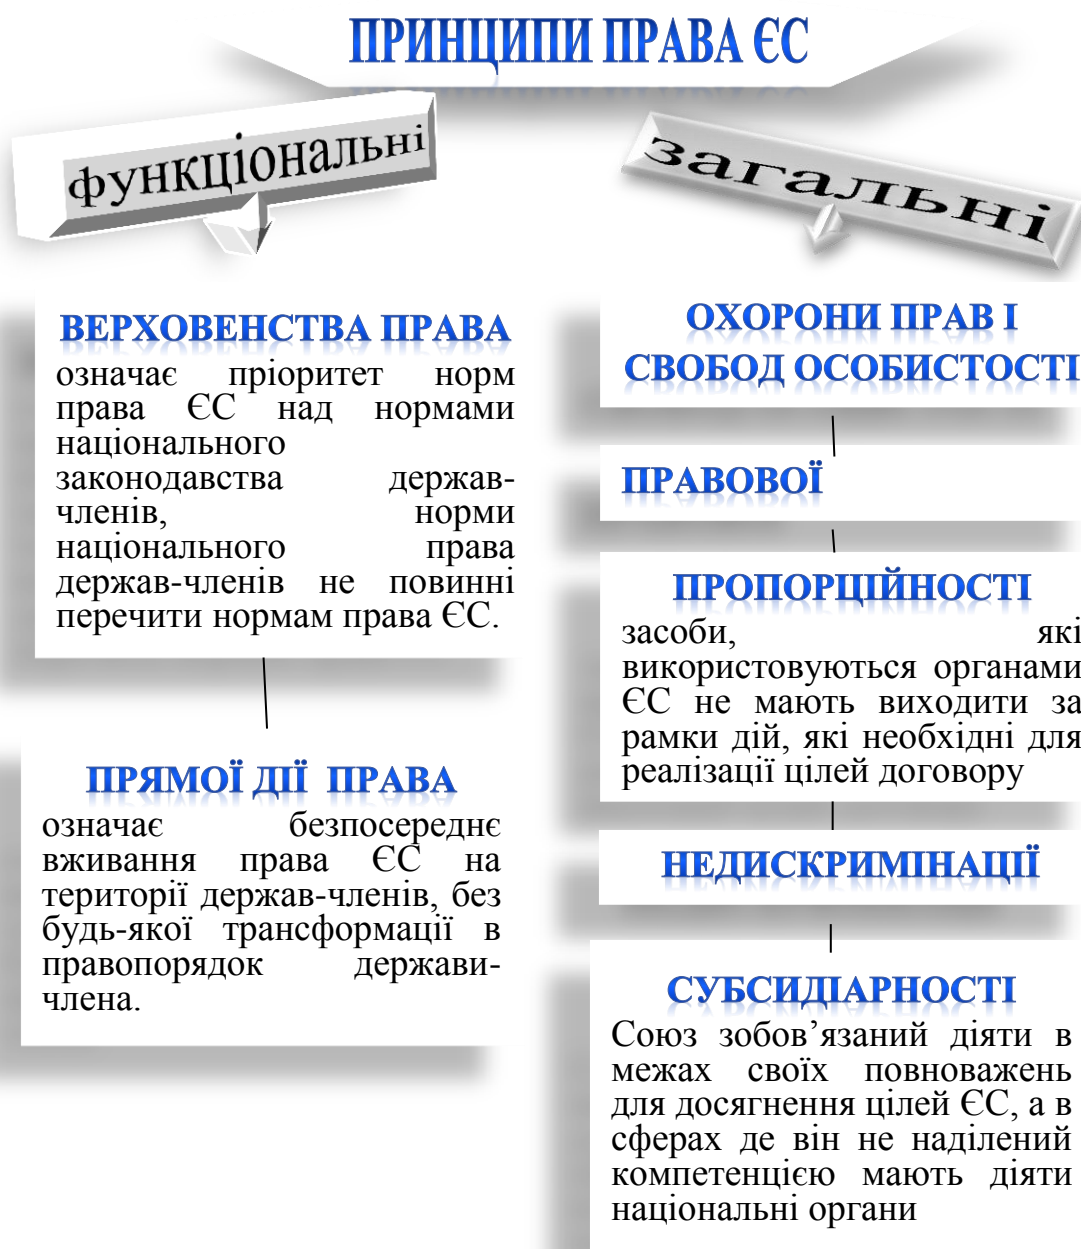 ПРИНЦИПИ ПРАВА ЄС
функціональні
загальні
ВЕРХОВЕНСТВА ПРАВА
означає пріоритет норм
права ЄС над нормами
національного
законодавства держав-
членів, норми
національного права
держав-членів не повинні
перечити нормам права ЄС.
ПРЯМОЇ ДІЇ ПРАВА
означає безпосереднє
вживання права ЄС на
території держав-членів, без
будь-якої трансформації в
правопорядок держави-
члена.
ОХОРОНИ ПРАВ І
СВОБОД ОСОБИСТОСТІ
ПРАВОВОЇ
ПРОПОРЦІЙНОСТІ
засоби, які
використовуються органами
ЄС не мають виходити за
рамки дій, які необхідні для
реалізації цілей договору
НЕДИСКРИМІНАЦІЇ
СУБСИДІАРНОСТІ
Союз зобов’язаний діяти в
межах своїх повноважень
для досягнення цілей ЄС, а в
сферах де він не наділений
компетенцією мають діяти
національні органи